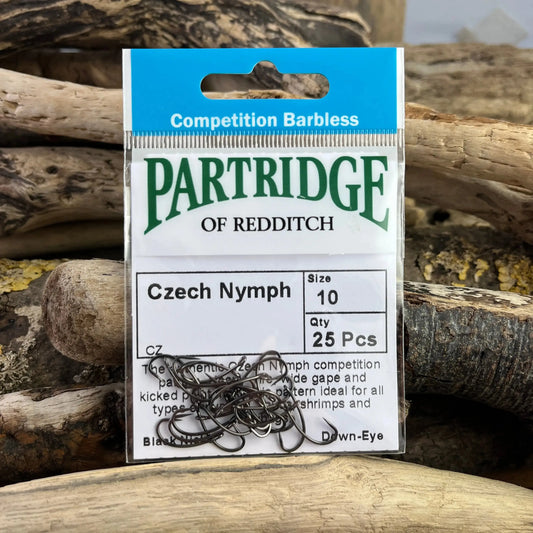 Competition Barbless
PARTRIDGE
OF REDDITCH
Czech Nymph
Size
10
Qty
25 Pcs
CZ
The Czech Nymph competition
wide gape and
kicked pattern ideal for all
types shrimps and
Black
Down-Eye